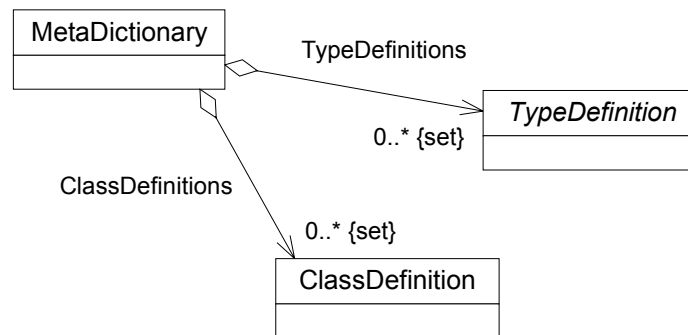 MetaDictionary
TypeDefinitions
TypeDefinition
0..* {set}
ClassDefinitions
0..* {set}
ClassDefinition